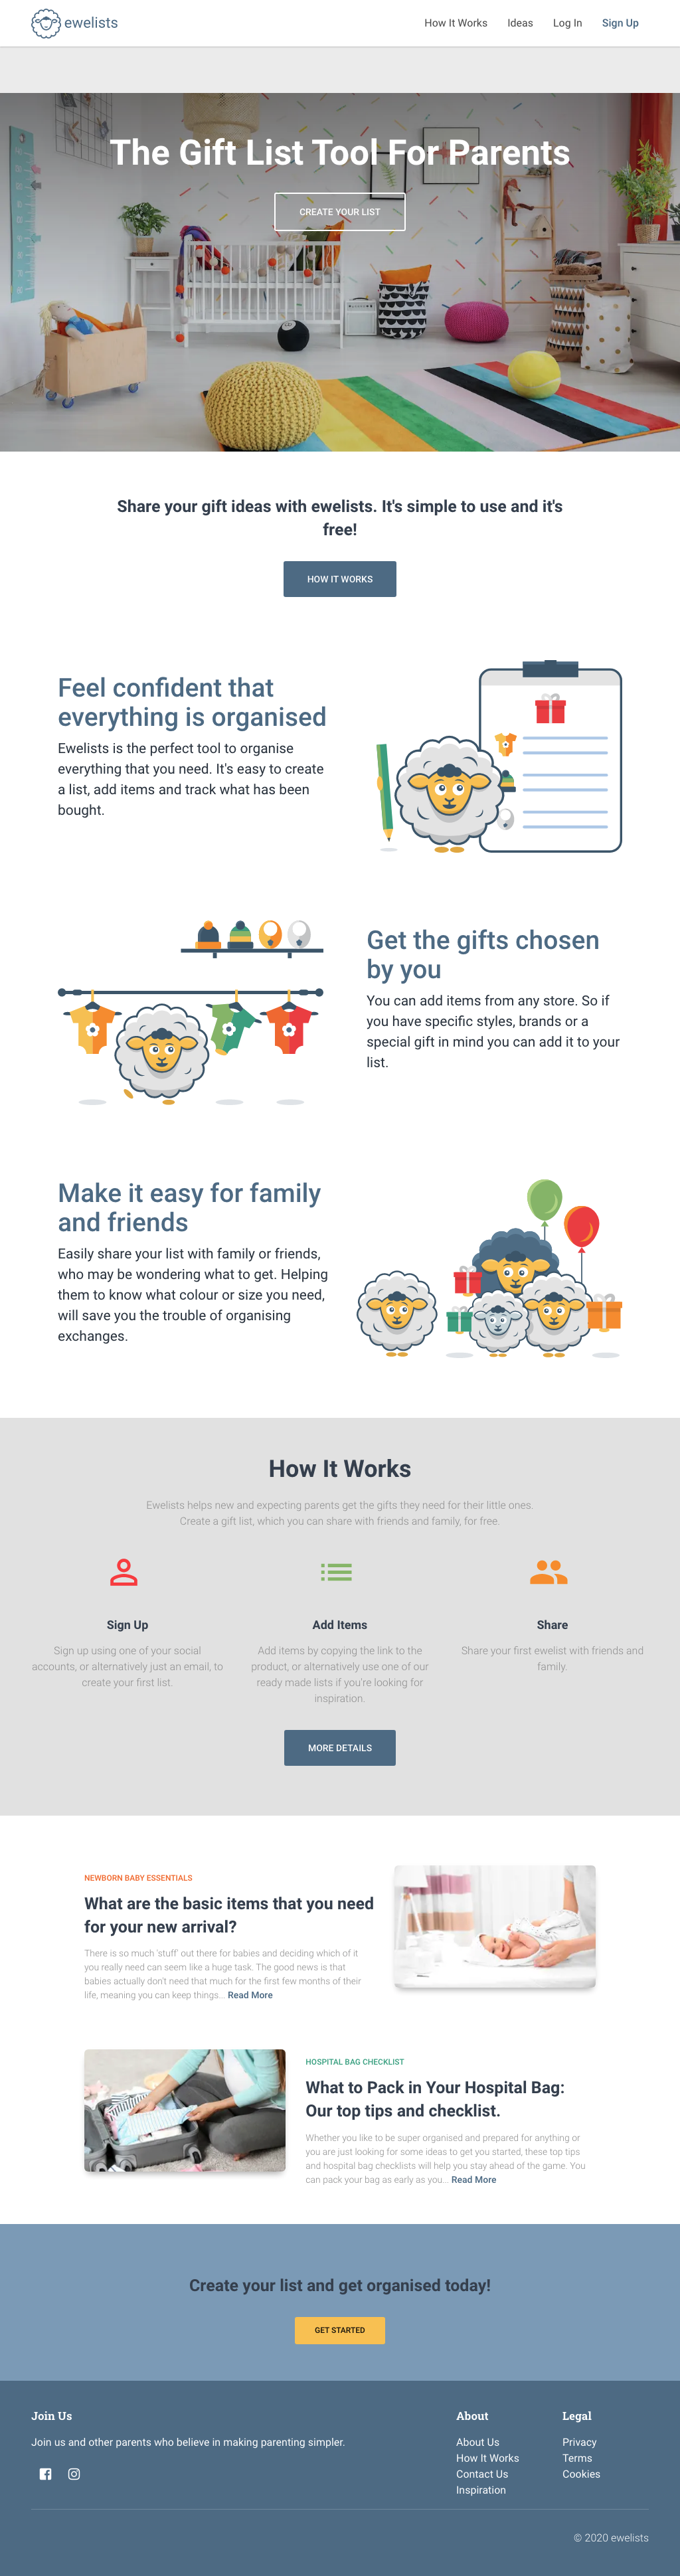 ewelists
How It Works
Ideas
Log In
Sign Up
The Gift List Tool For Parents
CREATE YOUR LIST
Share your gift ideas with ewelists. It's simple to use and it's
free!
HOW IT WORKS
Feel confident that
everything is organised
Ewelists is the perfect tool to organise
everything that you need. It's easy to create
a list, add items and track what has been
bought.
Get the gifts chosen
by you
You can add items from any store. So if
you have specific styles, brands or a
special gift in mind you can add it to your
list.
Make it easy for family
and friends
Easily share your list with family or friends,
who may be wondering what to get. Helping
them to know what colour or size you need,
will save you the trouble of organising
exchanges.
How It Works
Ewelists helps new and expecting parents get the gifts they need for their little ones.
Create a gift list, which you can share with friends and family, for free.
Sign Up
Sign up using one of your social
accounts, or alternatively just an email, to
create your first list.
Add Items
Add items by copying the link to the
product, or alternatively use one of our
ready made lists if you're looking for
inspiration.
Share
Share your first ewelist with friends and
family.
MORE DETAILS
NEWBORN BABY ESSENTIALS
What are the basic items that you need
for your new arrival?
There is so much 'stuff' out there for babies and deciding which of it
you really need can seem like a huge task. The good news is that
babies actually don't need that much for the first few months of their
life, meaning you can keep things... Read More
HOSPITAL BAG CHECKLIST
What to Pack in Your Hospital Bag:
Our top tips and checklist.
Whether you like to be super organised and prepared for anything or
you are just looking for some ideas to get you started, these top tips
and hospital bag checklists will help you stay ahead of the game. You
can pack your bag as early as you... Read More
Create your list and get organised today!
GET STARTED
Join Us
Join us and other parents who believe in making parenting simpler.
About
About Us
How It Works
Contact Us
Inspiration
Legal
Privacy
Terms
Cookies
© 2020 ewelists